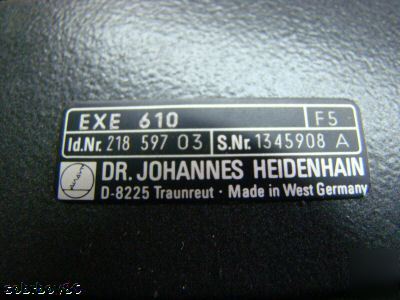 EXE 610 F5
Id.Nr. 218 597 03 S.Nr. 1345908 A
DR. JOHANNES HEIDENHAIN
D-8225 Traunreut · Made in West Germany